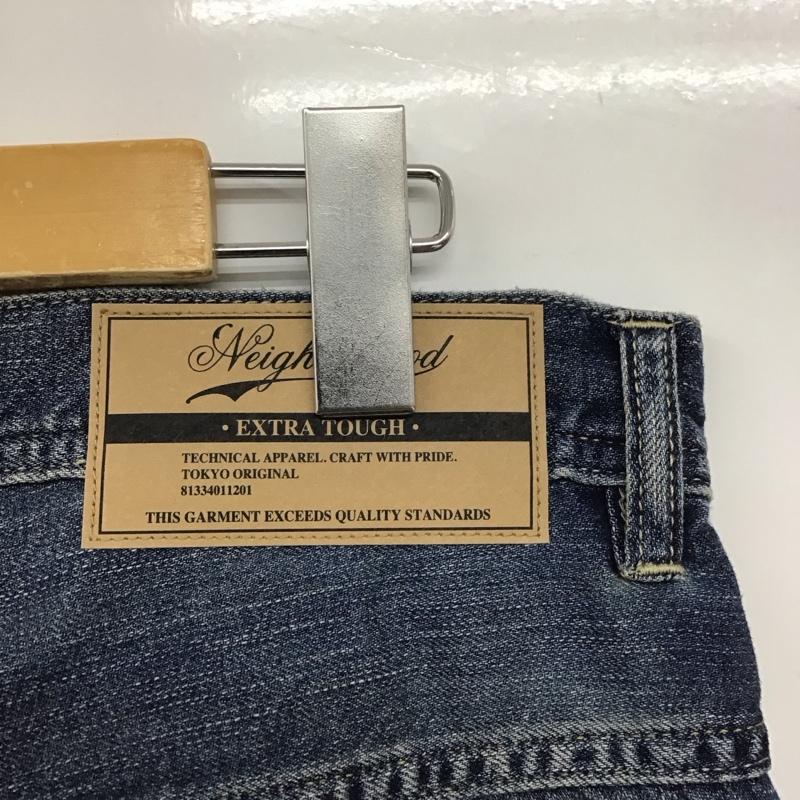 · EXTRA TOUGH ·
TECHNICAL APPAREL. CRAFT WITH PRIDE.
TOKYO ORIGINAL
81334011201
THIS GARMENT EXCEEDS QUALITY STANDARDS